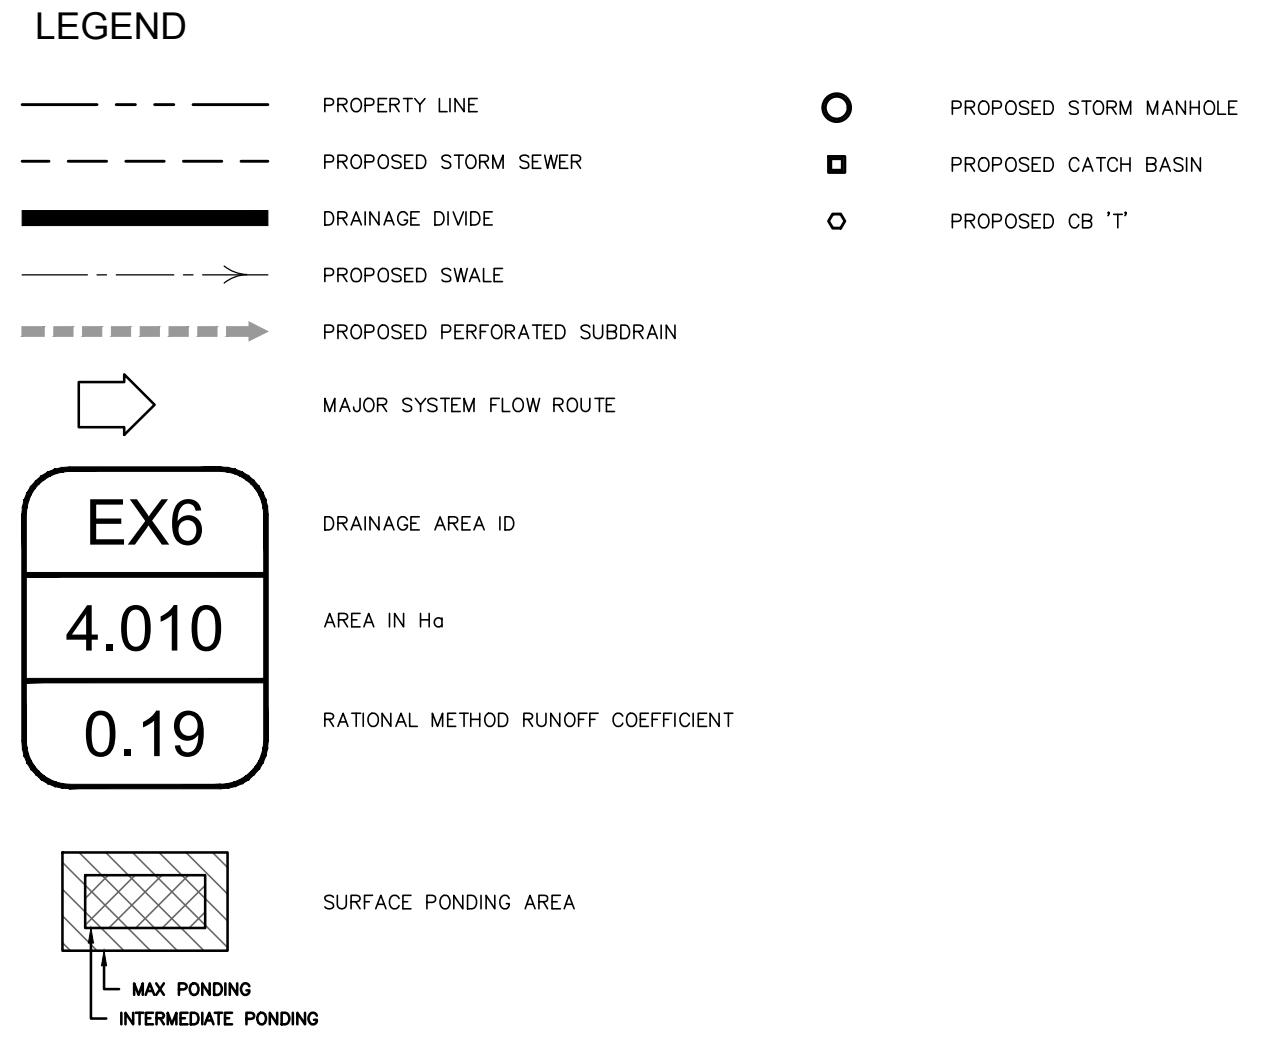 LEGEND
PROPERTY LINE
PROPOSED STORM SEWER
DRAINAGE DIVIDE
PROPOSED SWALE
PROPOSED PERFORATED SUBDRAIN
MAJOR SYSTEM FLOW ROUTE
EX6
DRAINAGE AREA ID
4.010
AREA IN Ha
0.19
RATIONAL METHOD RUNOFF COEFFICIENT
SURFACE PONDING AREA
MAX PONDING
INTERMEDIATE PONDING
PROPOSED STORM MANHOLE
PROPOSED CATCH BASIN
PROPOSED CB 'T'